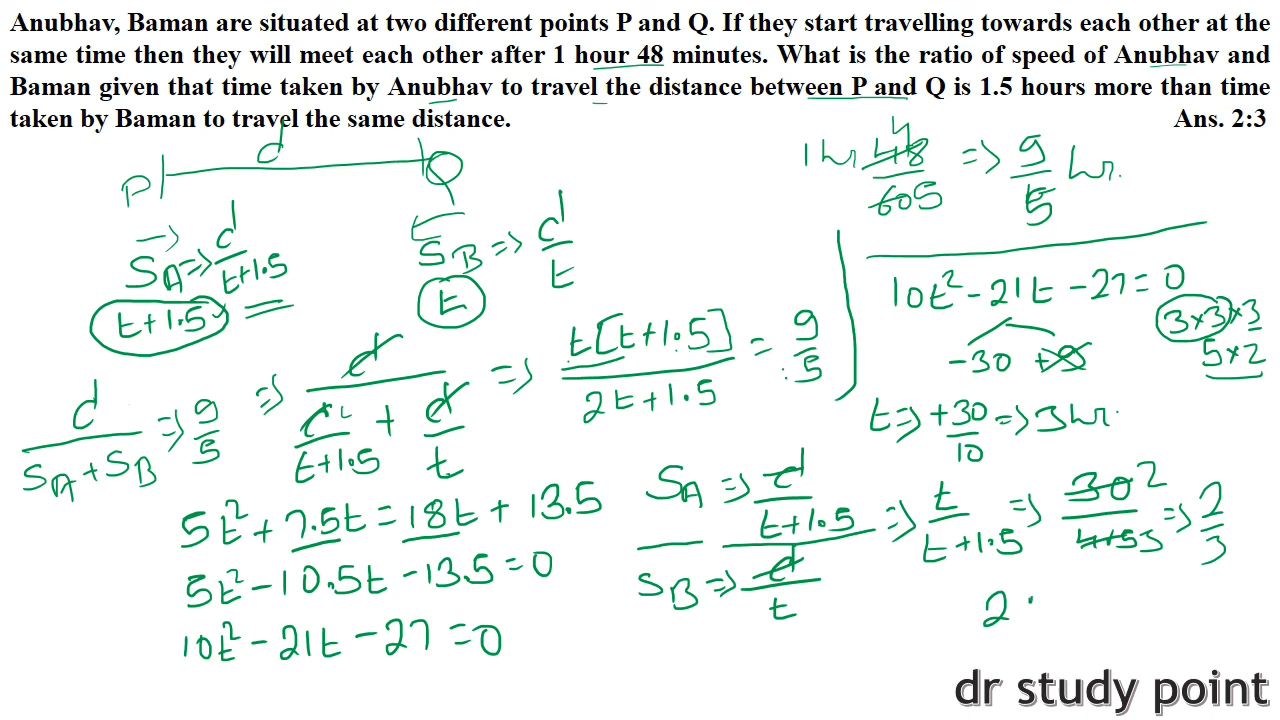 Anubhav, Baman are situated at two different points P and Q. If they start travelling towards each other at the
same time then they will meet each other after 1 hour 48 minutes. What is the ratio of speed of Anubhav and
Baman given that time taken by Anubhav to travel the distance between P and Q is 1.5 hours more than time
taken by Baman to travel the same distance. Ans. 2:3
P d Q
1 hr 48/60 4/5 => 9/5 hr.
SA => d/t+1.5
SB => d/t
t+1.5
t
d/SA+SB => 9/5 => d/(d/t+1.5 + d/t) => t[t+1.5]/2t+1.5 = 9/5
5t² + 7.5t = 18t + 13.5
5t² - 10.5t - 13.5 = 0
10t² - 21t - 27 = 0
10t² - 21t - 27 = 0
3×3×3
5×2
-30 +9
t => +30/10 => 3 hr.
SA => d/t+1.5
SB => d/t
=> t/t+1.5 => 30 2/45 3 => 2/3
2 .
dr study point